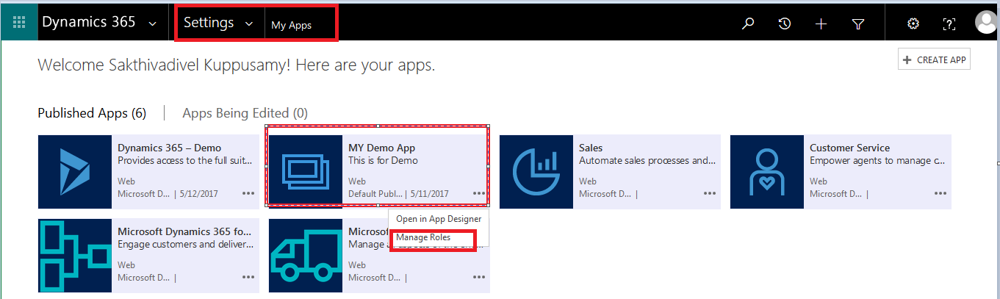 Dynamics 365
Settings
My Apps
Welcome Sakthivadivel Kuppusamy! Here are your apps.
CREATE APP
Published Apps (6)
Apps Being Edited (0)
Dynamics 365 – Demo
Provides access to the full suit...
Web
Microsoft D... | 5/12/2017
MY Demo App
This is for Demo
Web
Default Publ... | 5/11/2017
Sales
Automate sales processes and...
Web
Microsoft D... |
Customer Service
Empower agents to manage c...
Web
Microsoft D... |
Open in App Designer
Manage Roles
Microsoft Dynamics 365 fo...
Engage customers and deliver...
Web
Microsoft D... |
Manage
Web
Microsoft D... |